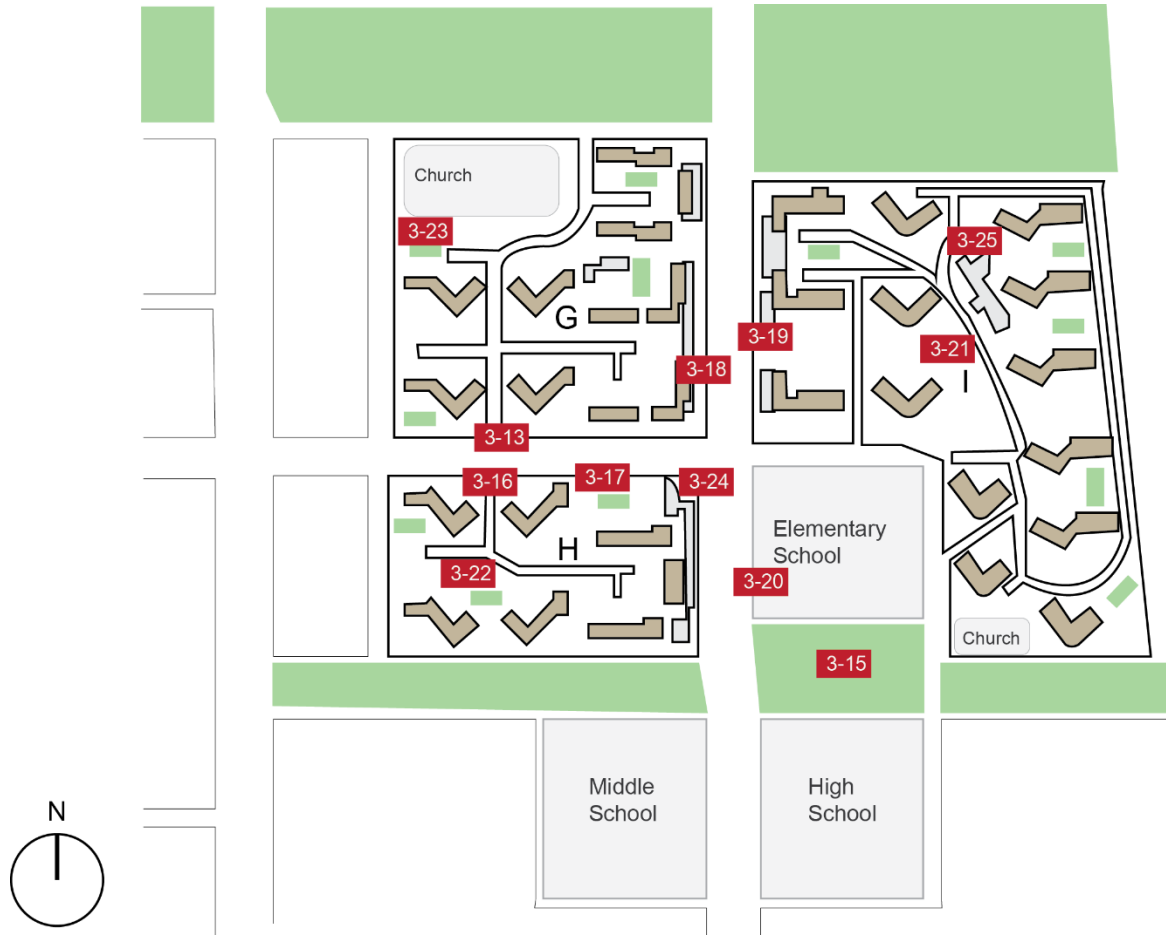 Church
3-23
3-25
G
3-19
3-21
3-18
I
3-13
3-16
3-17
3-24
Elementary
School
H
3-22
3-20
Church
3-15
Middle
School
High
School
N